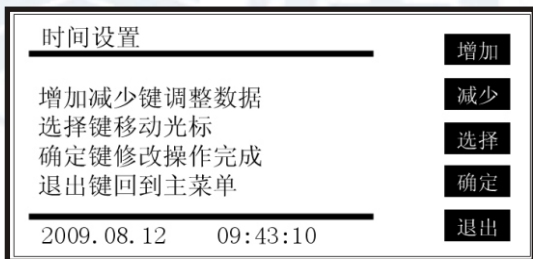 时间设置
增加减少键调整数据
选择键移动光标
确定键修改操作完成
退出键回到主菜单
2009.08.12 09:43:10
增加
减少
选择
确定
退出